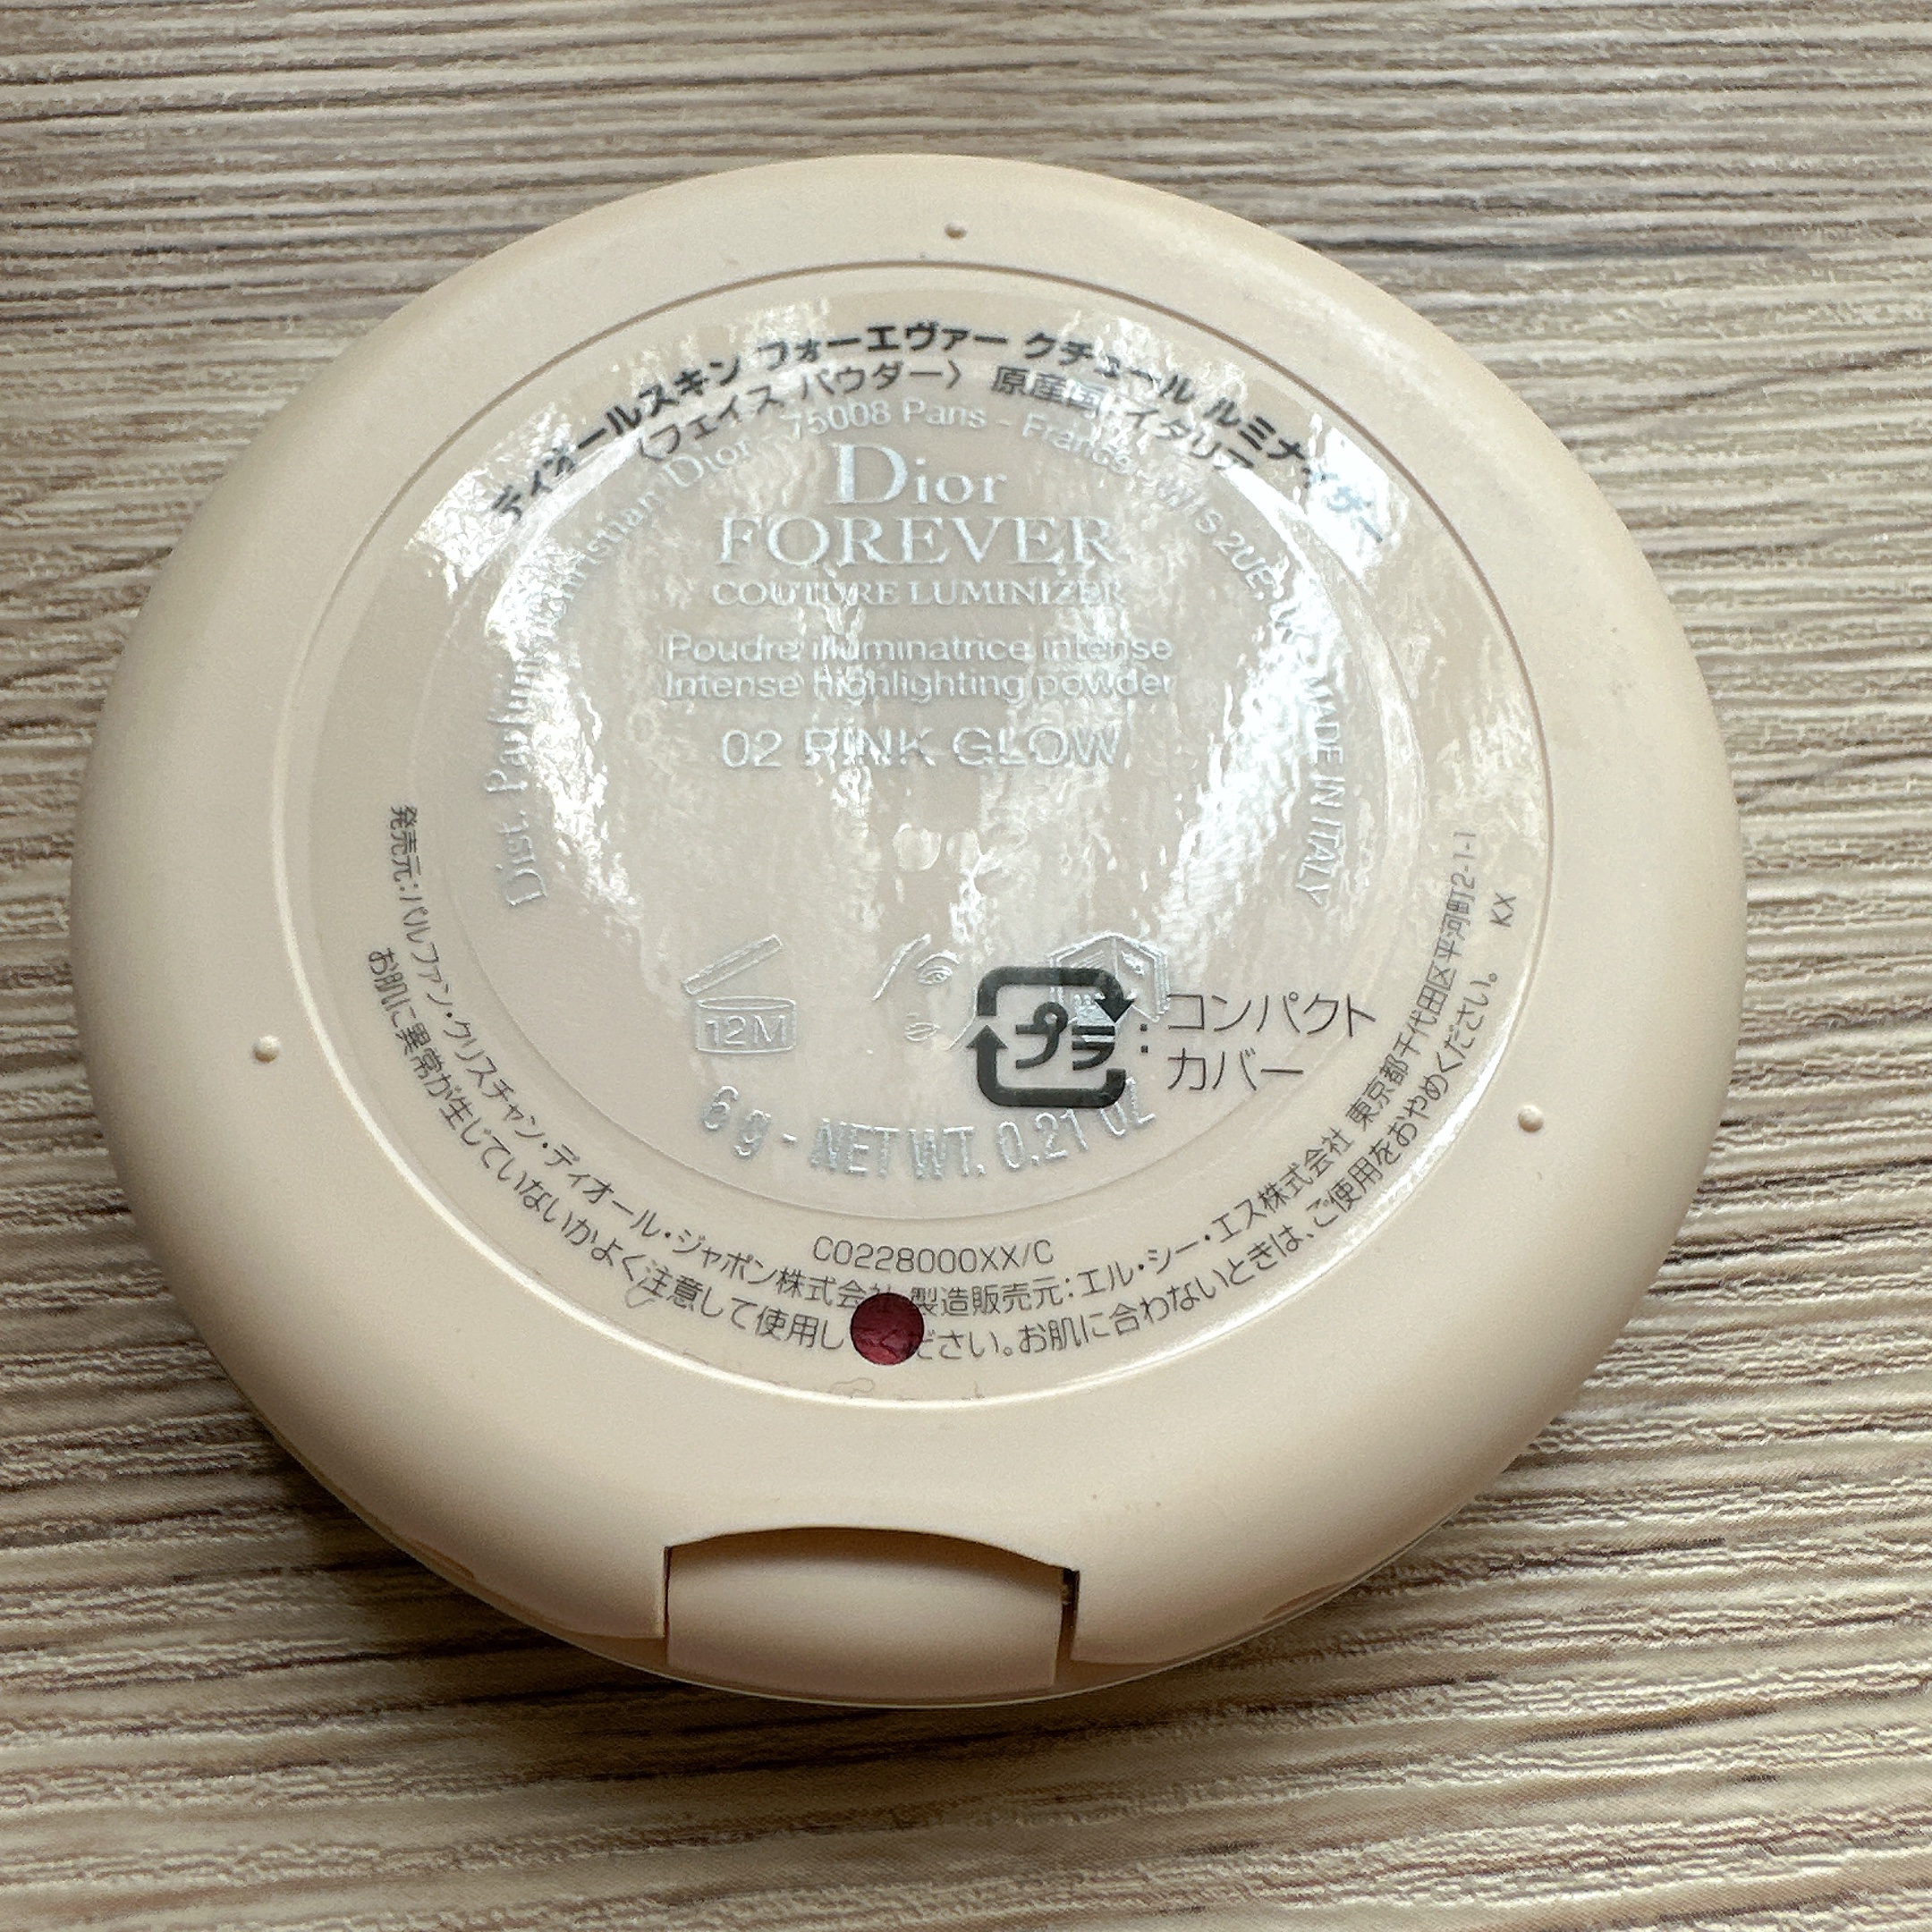 ディオールスキン フォーエヴァー クチュール ルミナイザー
〈フェイス パウダー〉 原産国:イタリア
Dist. Parfums Christian Dior - 75008 Paris - France. W1S 2UE, MADE IN ITALY
Dior
FOREVER
COUTURE LUMINIZER
Poudre illuminatrice intense
Intense highlighting powder
02 PINK GLOW
12M
プラ : コンパクト
カバー
6 g - NET WT. 0.21 OZ
C0228000XX/C
発売元:パルファン・クリスチャン・ディオール・ジャポン株式会社 製造販売元:エル・シー・エス株式会社 東京都千代田区平河町2-1-1
お肌に異常が生じていないかよく注意して使用し ださい。お肌に合わないときは、ご使用をおやめください。 KX